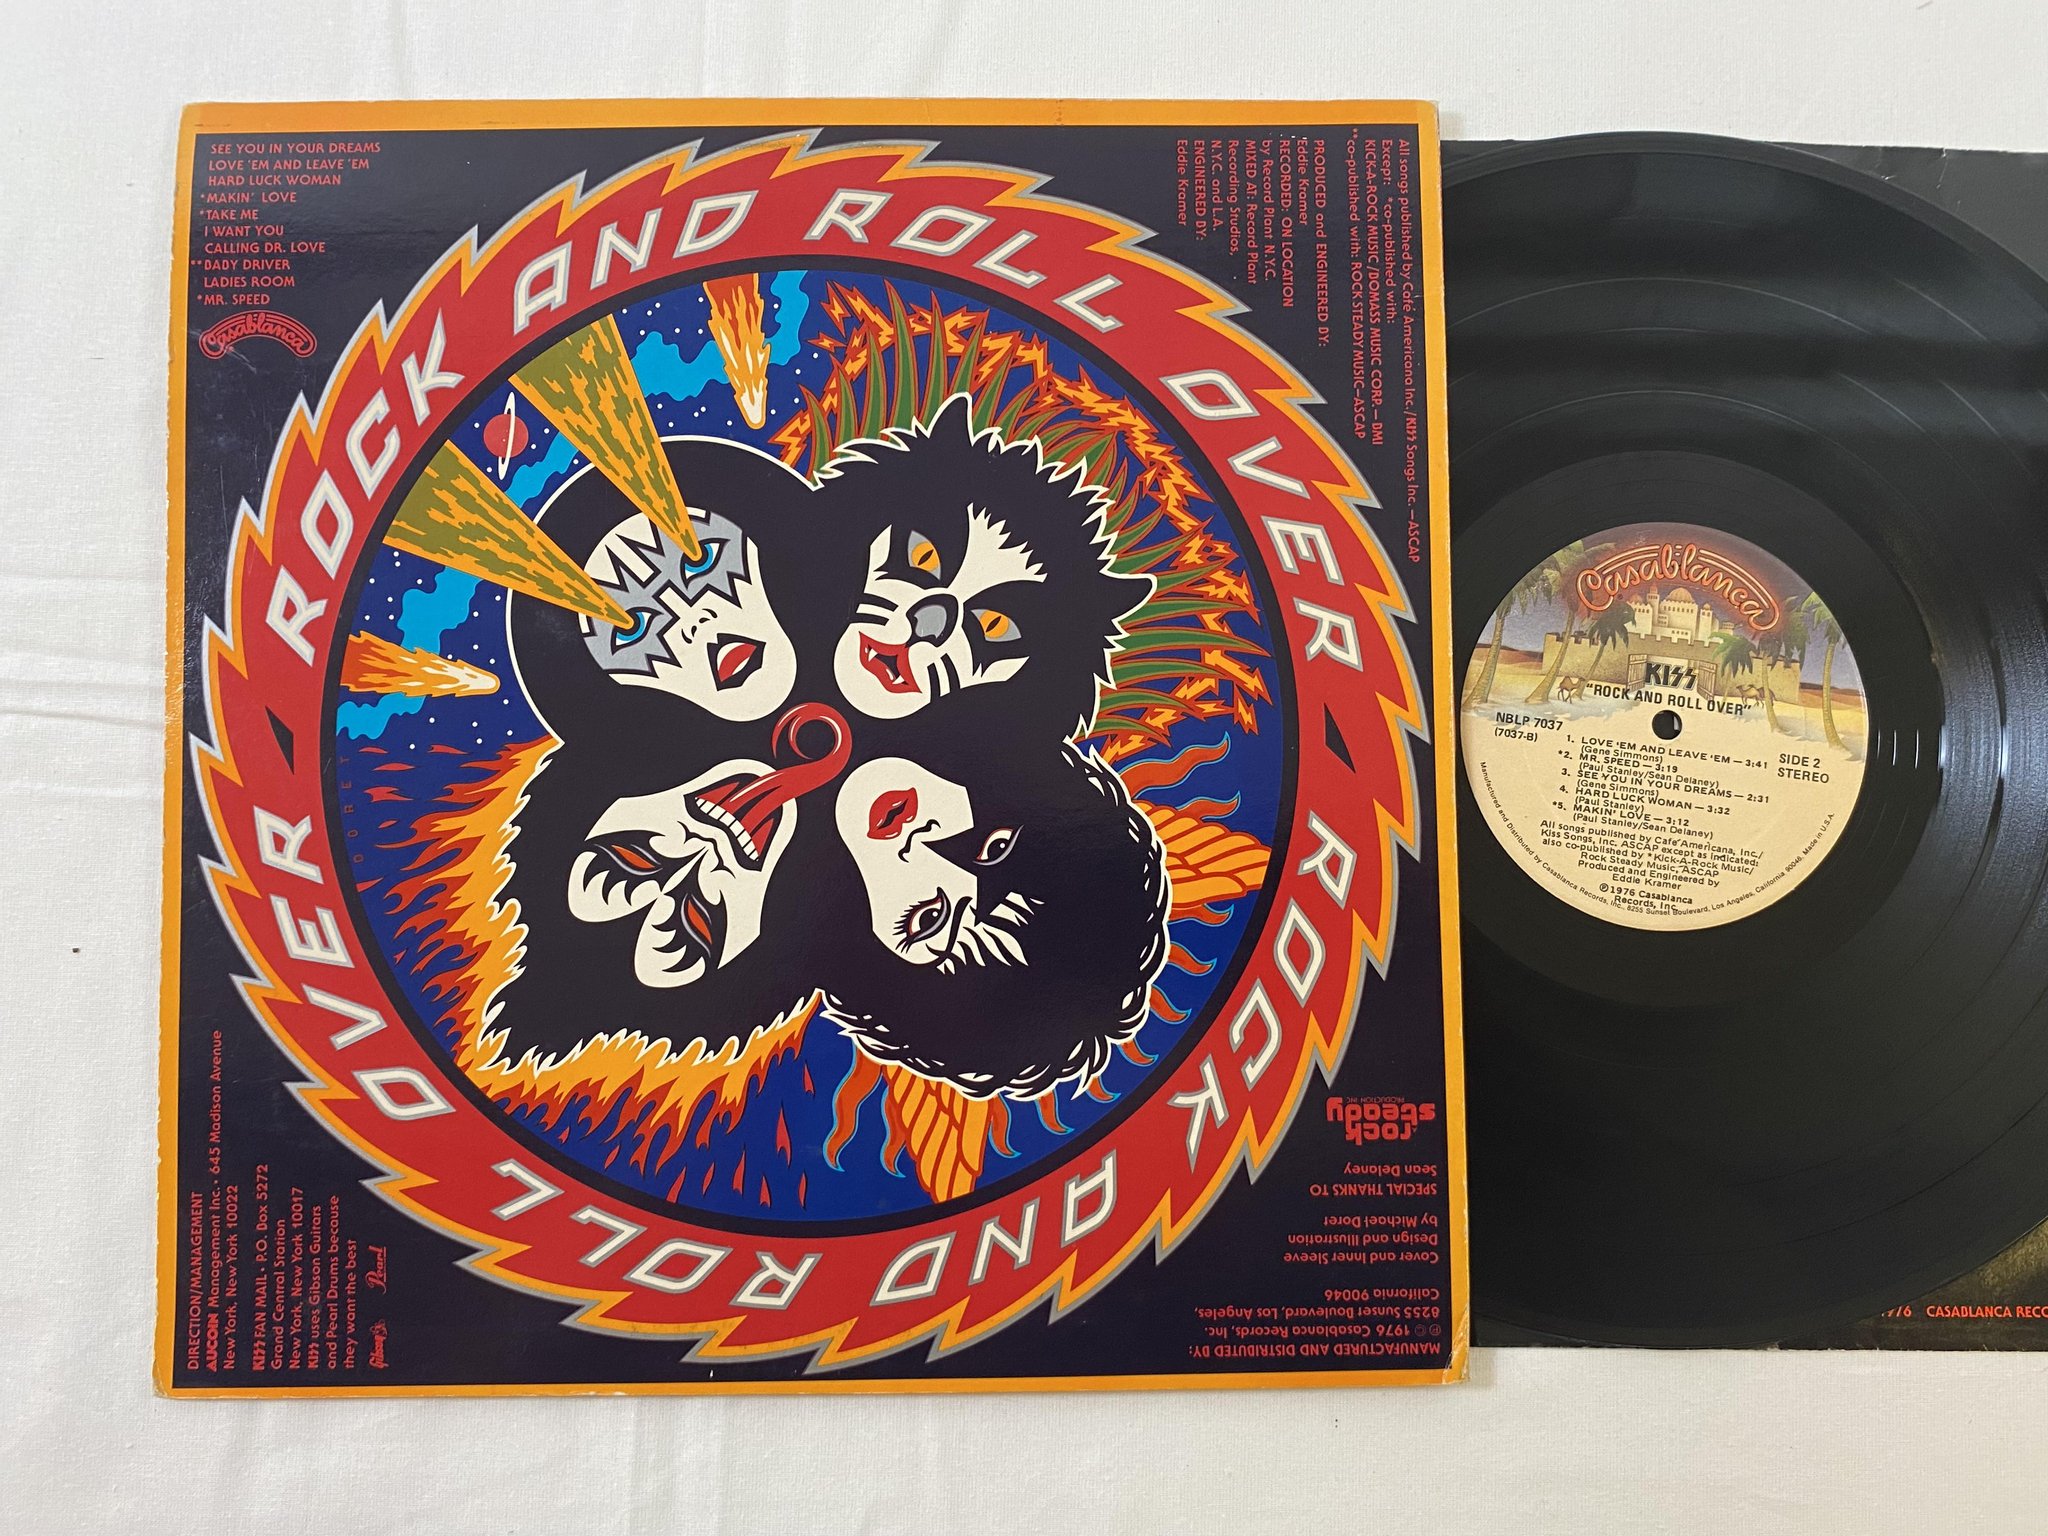 SEE YOU IN YOUR DREAMS
LOVE 'EM AND LEAVE 'EM
HARD LUCK WOMAN
*MAKIN' LOVE
*TAKE ME
I WANT YOU
CALLING DR. LOVE
**BABY DRIVER
LADIES ROOM
*MR. SPEED
Casablanca
All songs published by Café Americana Inc./KISS Songs Inc.—ASCAP
Except: *co-published with:
KICK-A-ROCK MUSIC/BOMASS MUSIC CORP.—BMI
**co-published with: ROCK STEADY MUSIC—ASCAP
PRODUCED and ENGINEERED BY:
Eddie Kramer
RECORDED: ON LOCATION
by Record Plant N.Y.C.
MIXED AT: Record Plant
Recording Studios,
N.Y.C. and L.A.
ENGINEERED BY:
Eddie Kramer
ROCK AND ROLL OVER
ROCK AND ROLL OVER
DORET
a rock
steady
PRODUCTION INC.
SPECIAL THANKS TO
Sean Delaney
Cover and Inner Sleeve
Design and Illustration
by Michael Doret
MANUFACTURED AND DISTRIBUTED BY:
℗ © 1976 Casablanca Records, Inc.
8255 Sunset Boulevard, Los Angeles,
California 90046
DIRECTION/MANAGEMENT
AUCOIN Management Inc. • 645 Madison Avenue
New York, New York 10022
KISS FAN MAIL • P.O. Box 5272
Grand Central Station
New York, New York 10017
KISS uses Gibson Guitars
and Pearl Drums because
they want the best
Gibson Pearl
Casablanca
KISS
"ROCK AND ROLL OVER"
NBLP 7037
(7037-B)
SIDE 2
STEREO
1. LOVE 'EM AND LEAVE 'EM — 3:41
(Gene Simmons)
*2. MR. SPEED — 3:19
(Paul Stanley/Sean Delaney)
3. SEE YOU IN YOUR DREAMS — 2:31
(Gene Simmons)
4. HARD LUCK WOMAN — 3:32
(Paul Stanley)
*5. MAKIN' LOVE — 3:12
(Paul Stanley/Sean Delaney)
All songs published by Cafe Americana, Inc./
Kiss Songs, Inc. ASCAP except as indicated:
also co-published by *Kick-A-Rock Music/
Rock Steady Music, ASCAP
Produced and Engineered by
Eddie Kramer
℗1976 Casablanca
Records, Inc.
Manufactured and Distributed by Casablanca Records, Inc., 8255 Sunset Boulevard, Los Angeles, California 90046, Made in U.S.A.
1976 CASABLANCA RECO